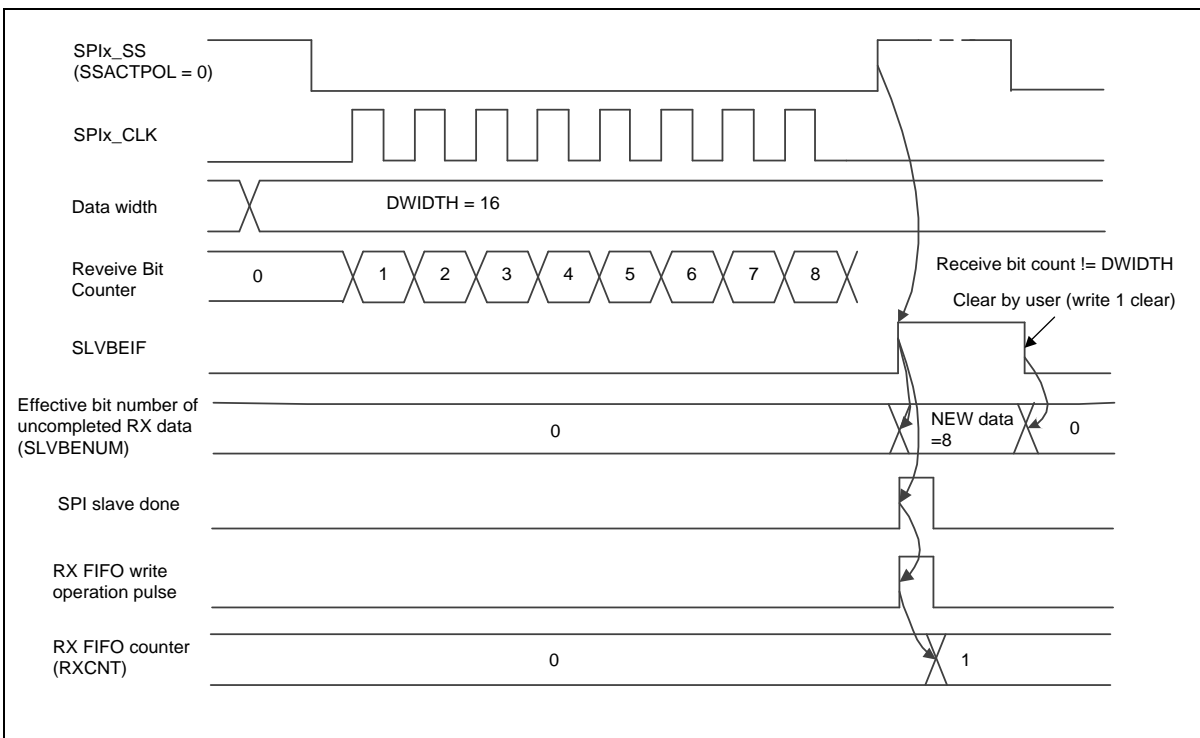 SPIx_SS
(SSACTPOL = 0)
SPIx_CLK
Data width
DWIDTH = 16
Reveive Bit
Counter
0
1
2
3
4
5
6
7
8
Receive bit count != DWIDTH
Clear by user (write 1 clear)
SLVBEIF
Effective bit number of
uncompleted RX data
(SLVBENUM)
0
NEW data
=8
0
SPI slave done
RX FIFO write
operation pulse
RX FIFO counter
(RXCNT)
0
1